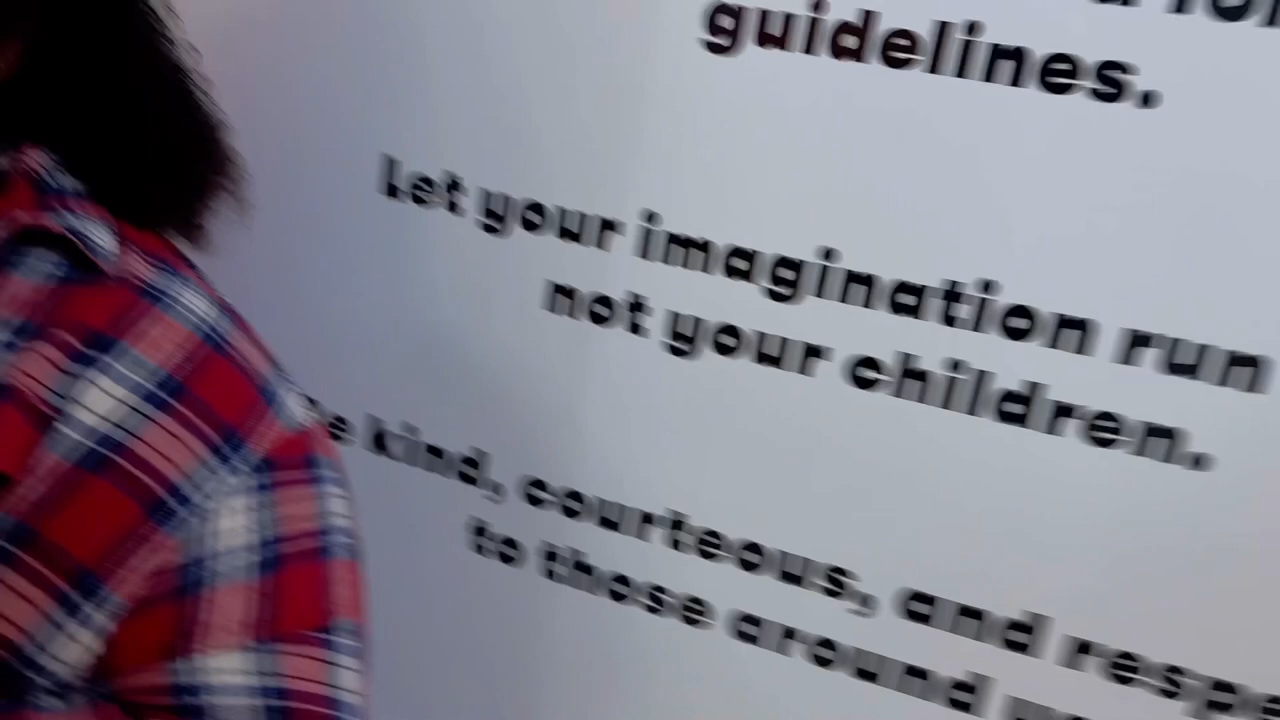 guidelines.
Let your imagination run
not your children.
kind, courteous, and
to those around